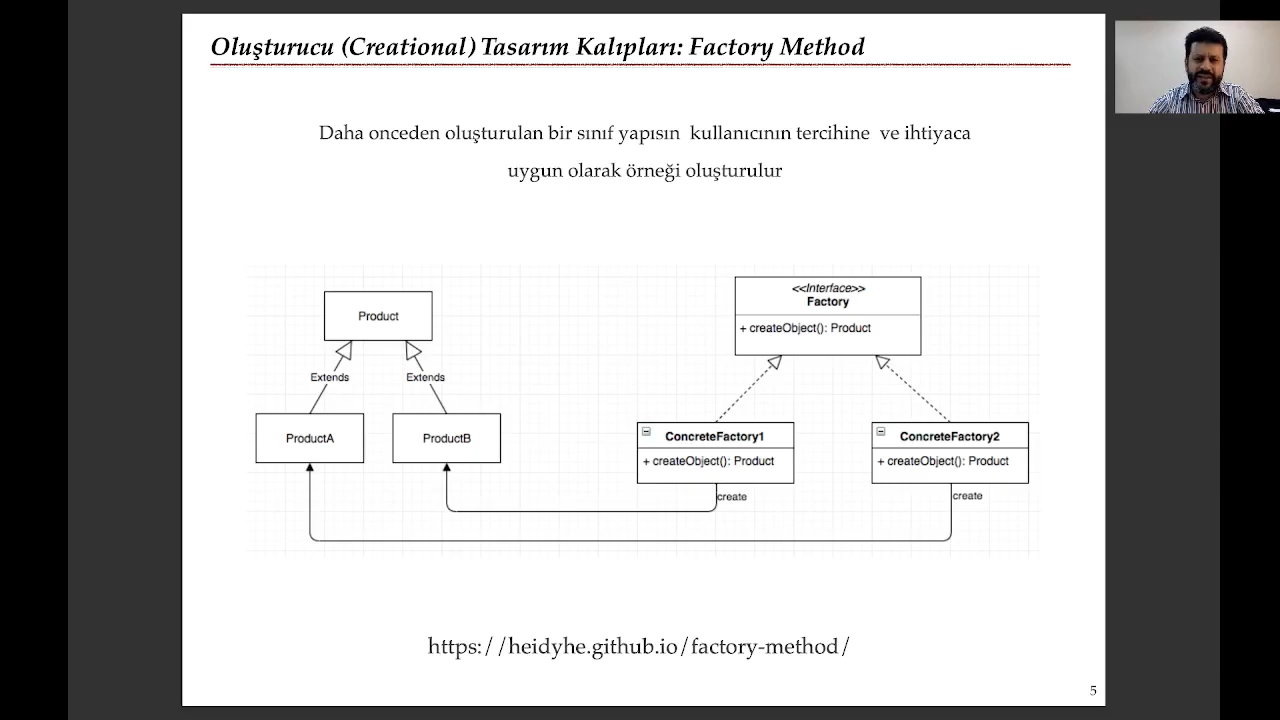 Oluşturucu (Creational) Tasarım Kalıpları: Factory Method
Daha onceden oluşturulan bir sınıf yapısın kullanıcının tercihine ve ihtiyaca
uygun olarak örneği oluşturulur
Product
Extends
Extends
ProductA
ProductB
<<Interface>>
Factory
+ createObject(): Product
ConcreteFactory1
+ createObject(): Product
create
ConcreteFactory2
+ createObject(): Product
create
https://heidyhe.github.io/factory-method/
5